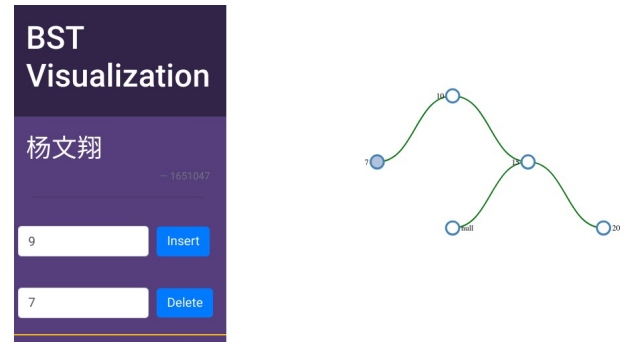 BST
Visualization
杨文翔
— 1651047
9 Insert
7 Delete
10
7
15
null
20